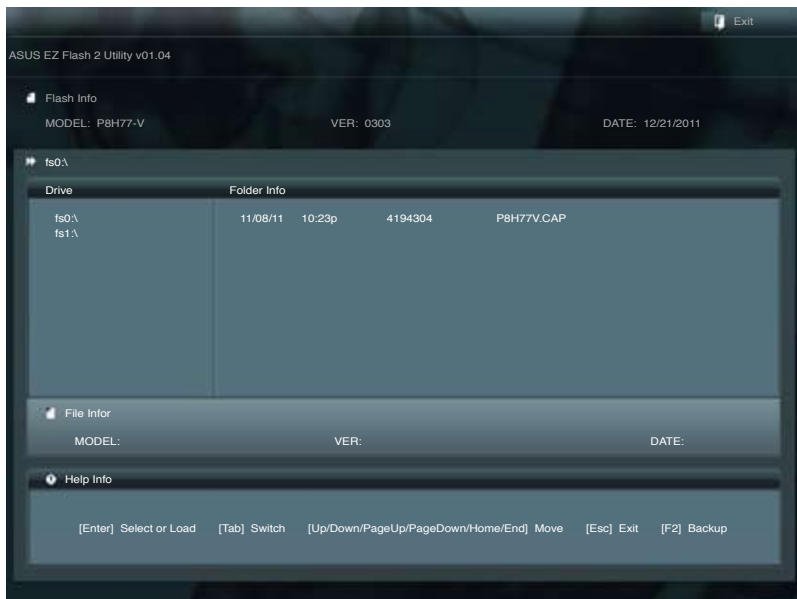 Exit
ASUS EZ Flash 2 Utility v01.04
Flash Info
MODEL: P8H77-V VER: 0303 DATE: 12/21/2011
fs0:\
Drive Folder Info
fs0:\ 11/08/11 10:23p 4194304 P8H77V.CAP
fs1:\
File Infor
MODEL: VER: DATE:
Help Info
[Enter] Select or Load [Tab] Switch [Up/Down/PageUp/PageDown/Home/End] Move [Esc] Exit [F2] Backup